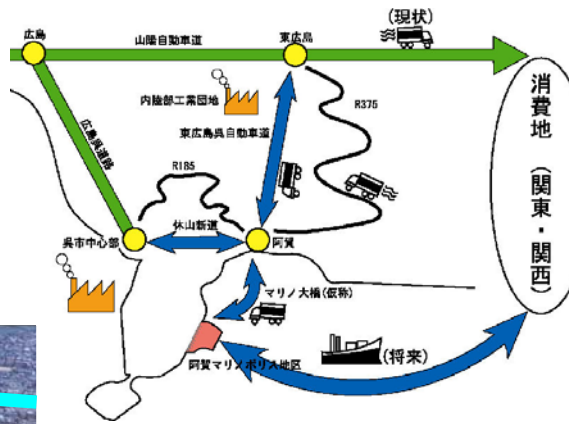 広島
山陽自動車道
東広島
(現状)
内陸部工業団地
R375
東広島呉自動車道
広島呉道路
R185
休山新道
呉市中心部
阿賀
マリノ大橋(仮称)
阿賀マリノポリス地区
(将来)
消費地 (関東・関西)